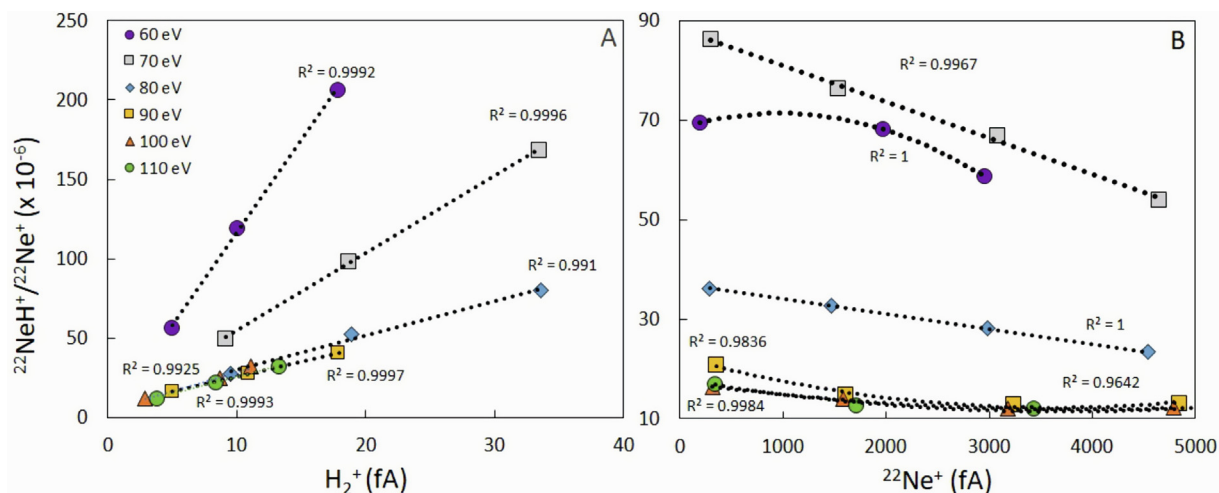 ²²NeH⁺/²²Ne⁺ (x 10⁻⁶)
250
200
150
100
50
0
60 eV
70 eV
80 eV
90 eV
100 eV
110 eV
A
R² = 0.9992
R² = 0.9996
R² = 0.991
R² = 0.9925
R² = 0.9997
R² = 0.9993
0
10
20
30
40
H₂⁺ (fA)
90
70
50
30
10
B
R² = 0.9967
R² = 1
R² = 1
R² = 0.9836
R² = 0.9642
R² = 0.9984
0
1000
2000
3000
4000
5000
²²Ne⁺ (fA)